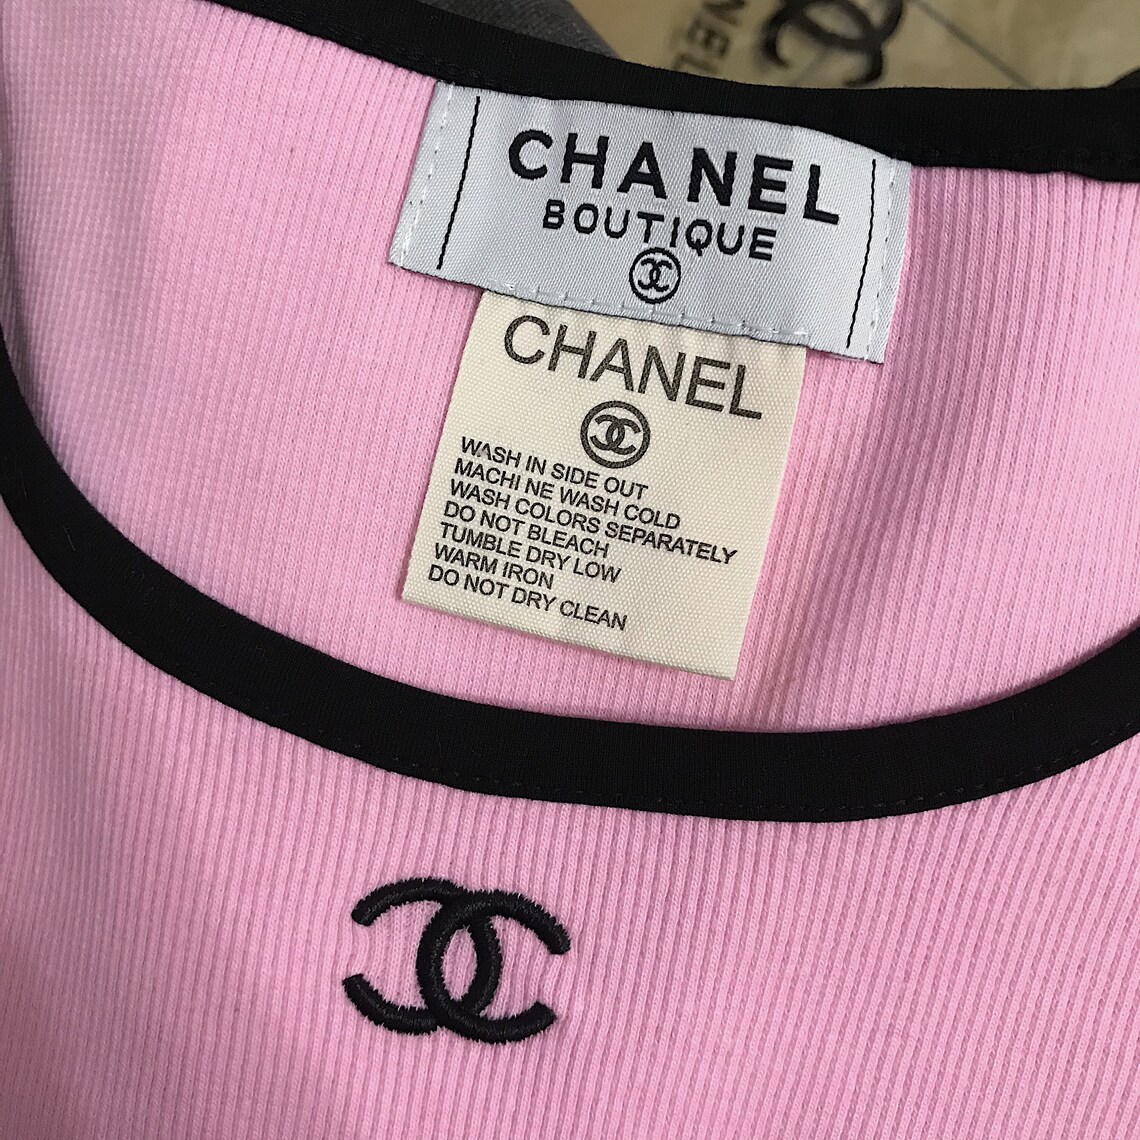 CHANEL
BOUTIQUE
CHANEL
WASH IN SIDE OUT
MACHI NE WASH COLD
WASH COLORS SEPARATELY
DO NOT BLEACH
TUMBLE DRY LOW
WARM IRON
DO NOT DRY CLEAN